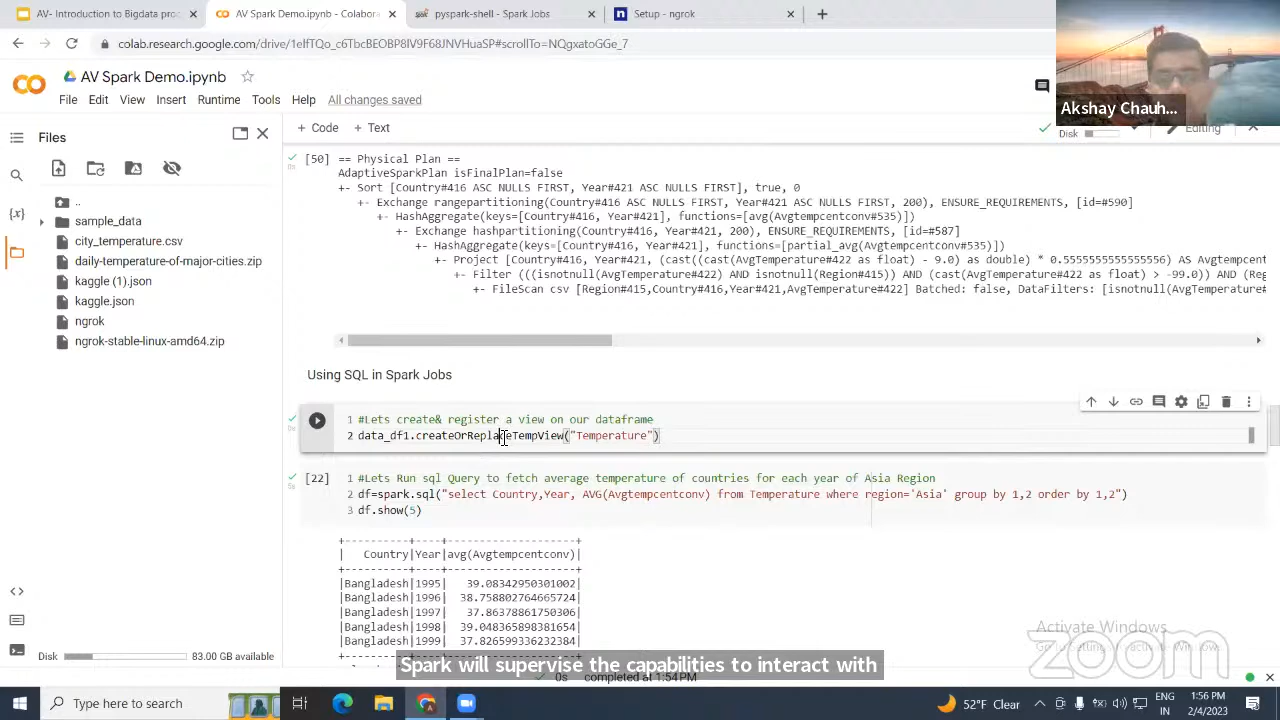 AV- Introduction to Bigdata proc
AV Spark Demo.ipynb - Colabora
pyspark-shell - Spark Jobs
Setup - ngrok
colab.research.google.com/drive/1eIfTQo_c6TbcBEOBP8IV9F68JNVHuaSP#scrollTo=NQgxatoGGe_7
AV Spark Demo.ipynb
File Edit View Insert Runtime Tools Help All changes saved
Akshay Chauh...
Files
+ Code + Text
Disk
Editing
..
sample_data
city_temperature.csv
daily-temperature-of-major-cities.zip
kaggle (1).json
kaggle.json
ngrok
ngrok-stable-linux-amd64.zip
[50] == Physical Plan ==
AdaptiveSparkPlan isFinalPlan=false
+- Sort [Country#416 ASC NULLS FIRST, Year#421 ASC NULLS FIRST], true, 0
+- Exchange rangepartitioning(Country#416 ASC NULLS FIRST, Year#421 ASC NULLS FIRST, 200), ENSURE_REQUIREMENTS, [id=#590]
+- HashAggregate(keys=[Country#416, Year#421], functions=[avg(Avgtempcentconv#535)])
+- Exchange hashpartitioning(Country#416, Year#421, 200), ENSURE_REQUIREMENTS, [id=#587]
+- HashAggregate(keys=[Country#416, Year#421], functions=[partial_avg(Avgtempcentconv#535)])
+- Project [Country#416, Year#421, (cast((cast(AvgTemperature#422 as float) - 9.0) as double) * 0.5555555555555556) AS Avgtempcen
+- Filter (((isnotnull(AvgTemperature#422) AND isnotnull(Region#415)) AND (cast(AvgTemperature#422 as float) > -99.0)) AND (Reg
+- FileScan csv [Region#415,Country#416,Year#421,AvgTemperature#422] Batched: false, DataFilters: [isnotnull(AvgTemperature#
Using SQL in Spark Jobs
1 #Lets create& register a view on our dataframe
2 data_df1.createOrReplaceTempView("Temperature")
[22] 1 #Lets Run sql Query to fetch average temperature of countries for each year of Asia Region
2 df=spark.sql("select Country,Year, AVG(Avgtempcentconv) from Temperature where region='Asia' group by 1,2 order by 1,2")
3 df.show(5)
+----------+----+--------------------+
| Country|Year|avg(Avgtempcentconv)|
+----------+----+--------------------+
|Bangladesh|1995| 39.08342950301002|
|Bangladesh|1996| 38.758802764665724|
|Bangladesh|1997| 37.86378861750306|
|Bangladesh|1998| 39.048365898381654|
|Bangladesh|1999| 37.826599336232384|
Activate Windows
zoom
Disk 83.00 GB available
Spark will supervise the capabilities to interact with
0s completed at 1:54 PM
Type here to search
52°F Clear
ENG
IN
1:56 PM
2/4/2023